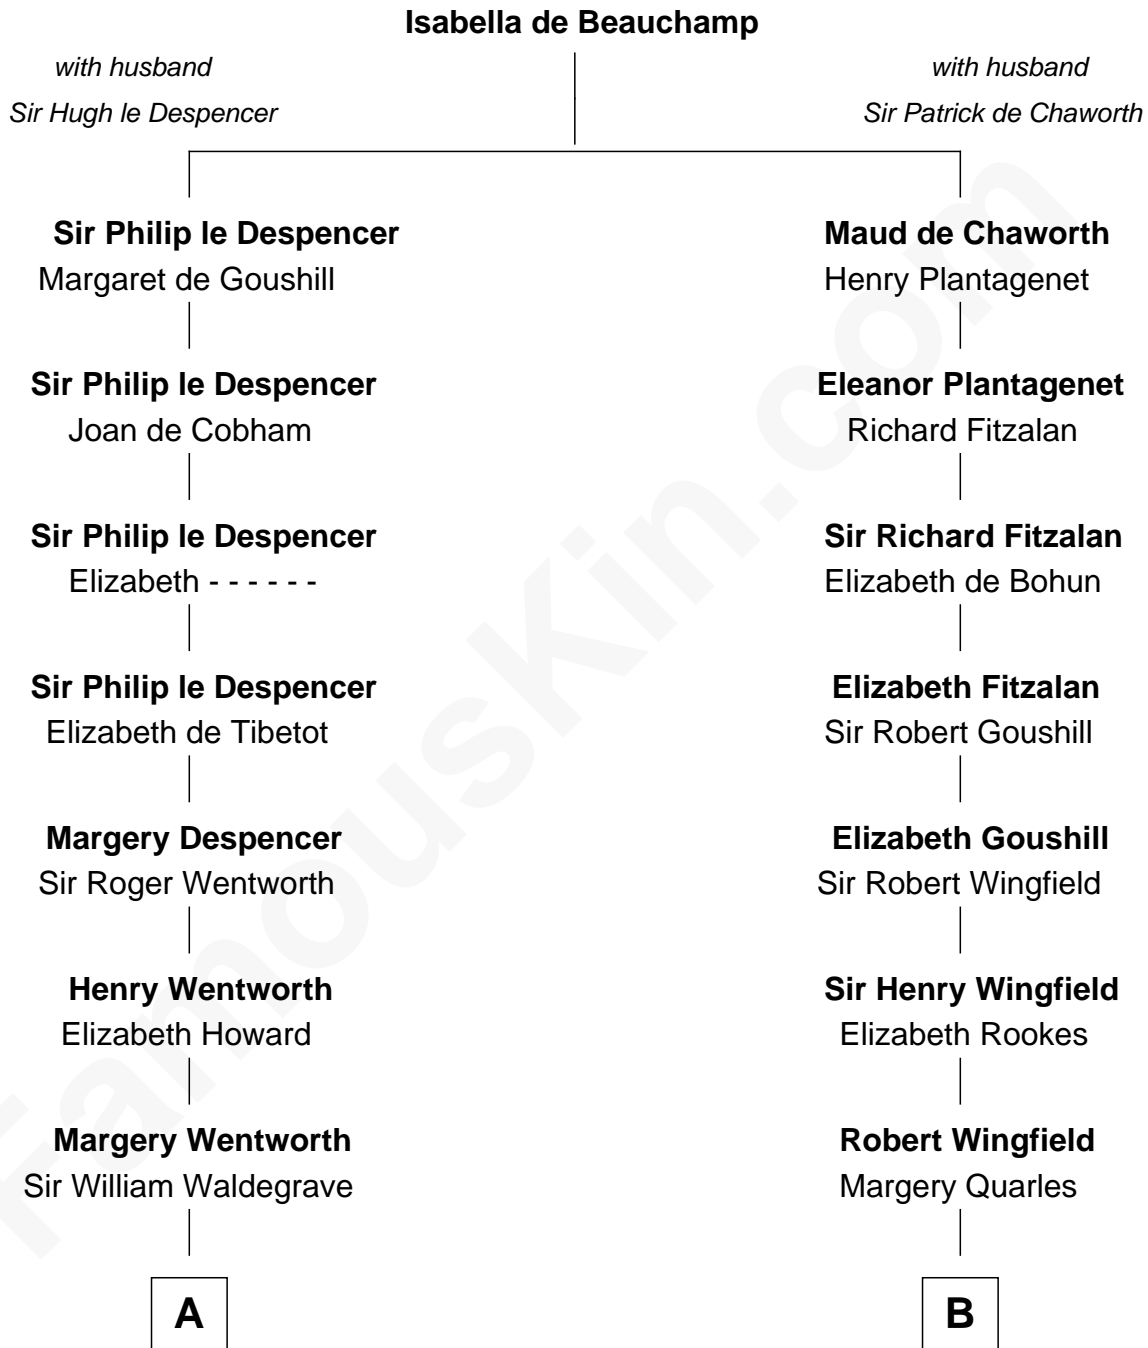 Isabella de Beauchamp
with husband
Sir Hugh le Despencer
with husband
Sir Patrick de Chaworth
Sir Philip le Despencer
Margaret de Goushill
Sir Philip le Despencer
Joan de Cobham
Sir Philip le Despencer
Elizabeth - - - - - -
Sir Philip le Despencer
Elizabeth de Tibetot
Margery Despencer
Sir Roger Wentworth
Henry Wentworth
Elizabeth Howard
Margery Wentworth
Sir William Waldegrave
A
Maud de Chaworth
Henry Plantagenet
Eleanor Plantagenet
Richard Fitzalan
Sir Richard Fitzalan
Elizabeth de Bohun
Elizabeth Fitzalan
Sir Robert Goushill
Elizabeth Goushill
Sir Robert Wingfield
Sir Henry Wingfield
Elizabeth Rookes
Robert Wingfield
Margery Quarles
B
FamousKin.com